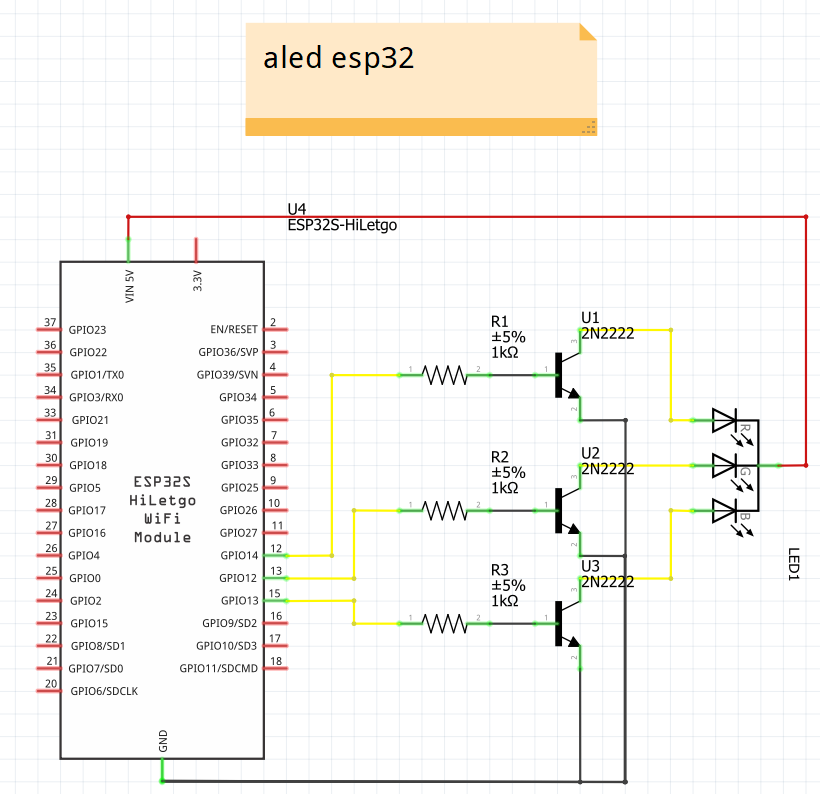 aled esp32
U4
ESP32S-HiLetgo
VIN 5V
3.3V
37 GPIO23 EN/RESET 2
36 GPIO22 GPIO36/SVP 3
35 GPIO1/TX0 GPIO39/SVN 4
34 GPIO3/RX0 GPIO34 5
33 GPIO21 GPIO35 6
31 GPIO19 GPIO32 7
30 GPIO18 GPIO33 8
29 GPIO5 GPIO25 9
28 GPIO17 GPIO26 10
27 GPIO16 GPIO27 11
26 GPIO4 GPIO14 12
25 GPIO0 GPIO12 13
24 GPIO2 GPIO13 15
23 GPIO15 GPIO9/SD2 16
22 GPIO8/SD1 GPIO10/SD3 17
21 GPIO7/SD0 GPIO11/SDCMD 18
20 GPIO6/SDCLK
ESP32S
HiLetgo
WiFi
Module
GND
R1
±5%
1kΩ
1 2
U1
2N2222
3
1
2
R2
±5%
1kΩ
1 2
U2
2N2222
3
1
2
R3
±5%
1kΩ
1 2
U3
2N2222
3
1
2
R
G
B
LED1